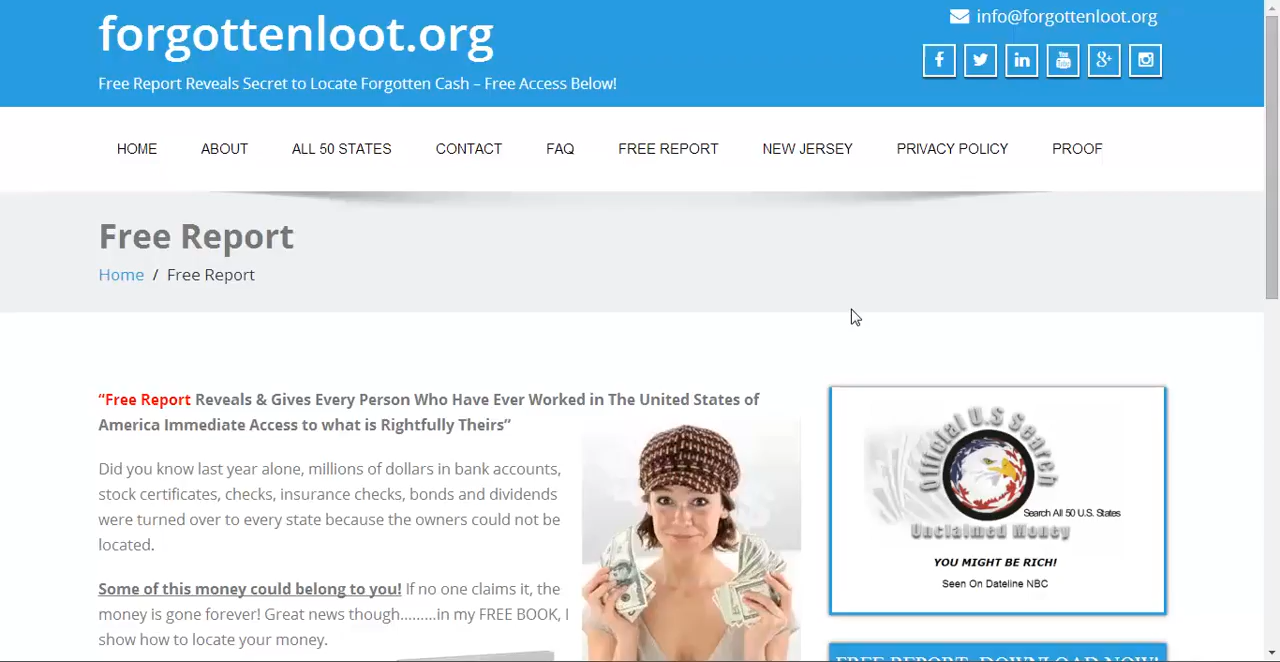 forgottenloot.org
info@forgottenloot.org
Free Report Reveals Secret to Locate Forgotten Cash – Free Access Below!
HOME ABOUT ALL 50 STATES CONTACT FAQ FREE REPORT NEW JERSEY PRIVACY POLICY PROOF
Free Report
Home / Free Report
“Free Report Reveals & Gives Every Person Who Have Ever Worked in The United States of
America Immediate Access to what is Rightfully Theirs”
Did you know last year alone, millions of dollars in bank accounts,
stock certificates, checks, insurance checks, bonds and dividends
were turned over to every state because the owners could not be
located.
Some of this money could belong to you! If no one claims it, the
money is gone forever! Great news though………in my FREE BOOK, I
show how to locate your money.
Official U.S Search
Search All 50 U.S. States
Unclaimed Money
YOU MIGHT BE RICH!
Seen On Dateline NBC
FREE REPORT- DOWNLOAD NOW!